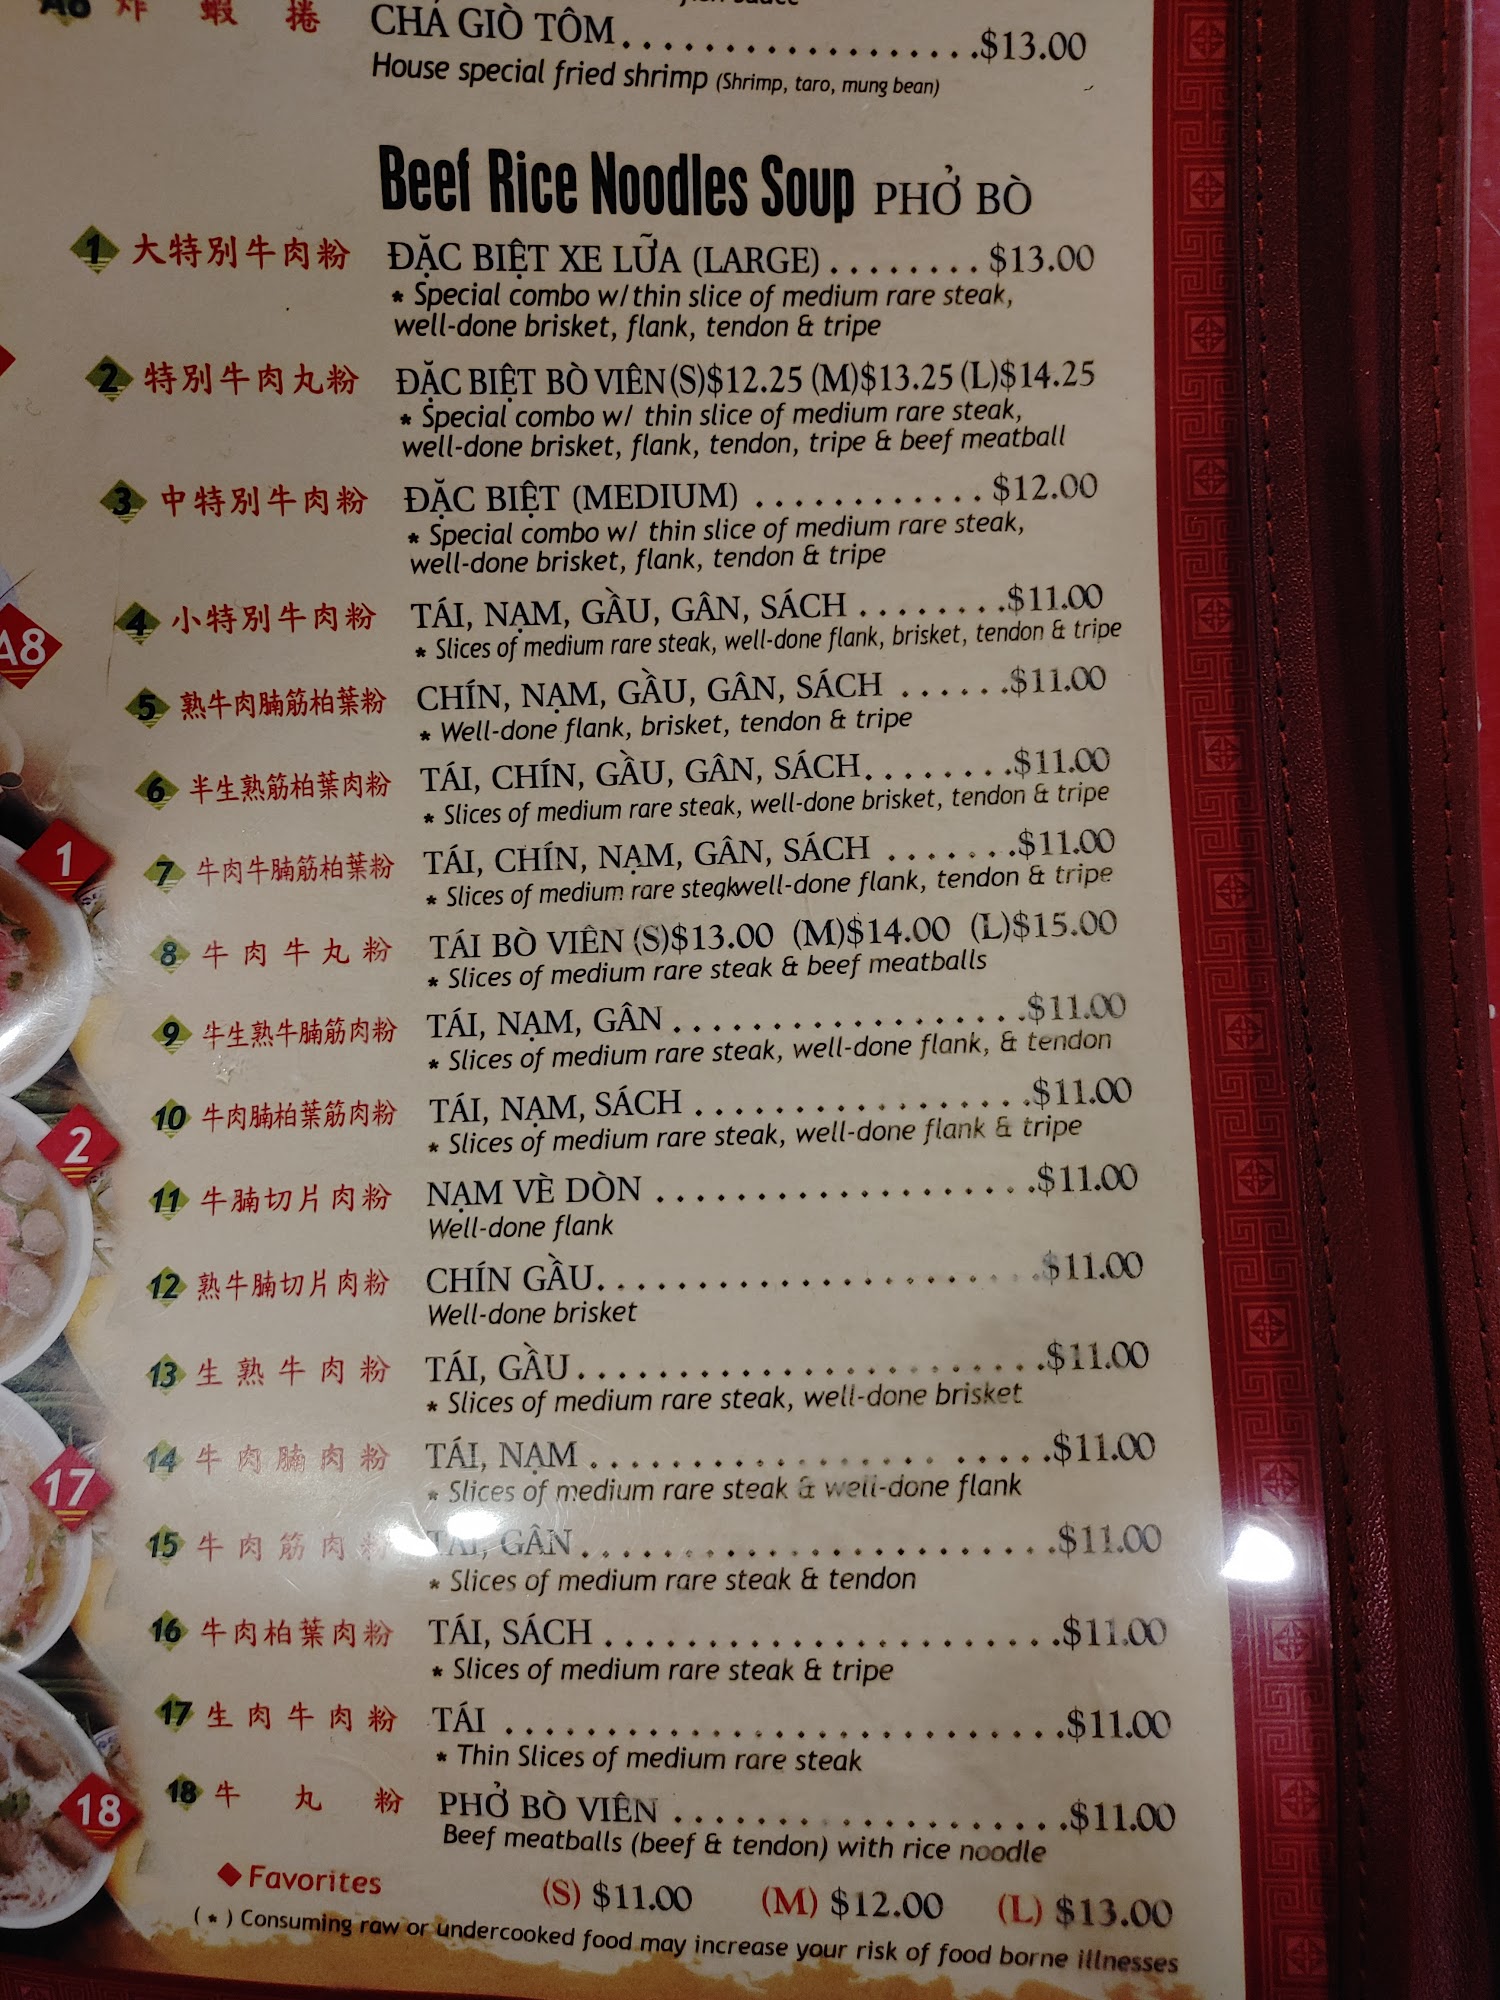 A8 炸 蝦 捲
CHẢ GIÒ TÔM..................$13.00
House special fried shrimp (Shrimp, taro, mung bean)
Beef Rice Noodles Soup PHỞ BÒ
1 大特別牛肉粉 ĐẶC BIỆT XE LỮA (LARGE)........$13.00
* Special combo w/thin slice of medium rare steak,
well-done brisket, flank, tendon & tripe
2 特別牛肉丸粉 ĐẶC BIỆT BÒ VIÊN(S)$12.25 (M)$13.25 (L)$14.25
* Special combo w/ thin slice of medium rare steak,
well-done brisket, flank, tendon, tripe & beef meatball
3 中特別牛肉粉 ĐẶC BIỆT (MEDIUM) ............$12.00
* Special combo w/ thin slice of medium rare steak,
well-done brisket, flank, tendon & tripe
4 小特別牛肉粉 TÁI, NẠM, GẦU, GÂN, SÁCH ........$11.00
* Slices of medium rare steak, well-done flank, brisket, tendon & tripe
A8
5 熟牛肉腩筋柏葉粉 CHÍN, NẠM, GẦU, GÂN, SÁCH ......$11.00
* Well-done flank, brisket, tendon & tripe
6 半生熟筋柏葉肉粉 TÁI, CHÍN, GẦU, GÂN, SÁCH........$11.00
* Slices of medium rare steak, well-done brisket, tendon & tripe
1
7 牛肉牛腩筋柏葉粉 TÁI, CHÍN, NẠM, GÂN, SÁCH .......$11.00
* Slices of medium rare steakwell-done flank, tendon & tripe
8 牛肉牛丸粉 TÁI BÒ VIÊN (S)$13.00 (M)$14.00 (L)$15.00
* Slices of medium rare steak & beef meatballs
9 牛生熟牛腩筋肉粉 TÁI, NẠM, GÂN ..................$11.00
* Slices of medium rare steak, well-done flank, & tendon
10 牛肉腩柏葉筋肉粉 TÁI, NẠM, SÁCH .................$11.00
* Slices of medium rare steak, well-done flank & tripe
2
11 牛腩切片肉粉 NẠM VÈ DÒN ...................$11.00
Well-done flank
12 熟牛腩切片肉粉 CHÍN GẦU......................$11.00
Well-done brisket
13 生熟牛肉粉 TÁI, GẦU.......................$11.00
* Slices of medium rare steak, well-done brisket
14 牛肉腩肉粉 TÁI, NẠM .......................$11.00
* Slices of medium rare steak & well-done flank
17
15 牛肉筋肉粉 TÁI, GÂN........................$11.00
* Slices of medium rare steak & tendon
16 牛肉柏葉肉粉 TÁI, SÁCH .......................$11.00
* Slices of medium rare steak & tripe
17 生肉牛肉粉 TÁI .............................$11.00
* Thin Slices of medium rare steak
18 牛丸粉 PHỞ BÒ VIÊN ....................$11.00
Beef meatballs (beef & tendon) with rice noodle
18
Favorites (S) $11.00 (M) $12.00 (L) $13.00
( * ) Consuming raw or undercooked food may increase your risk of food borne illnesses